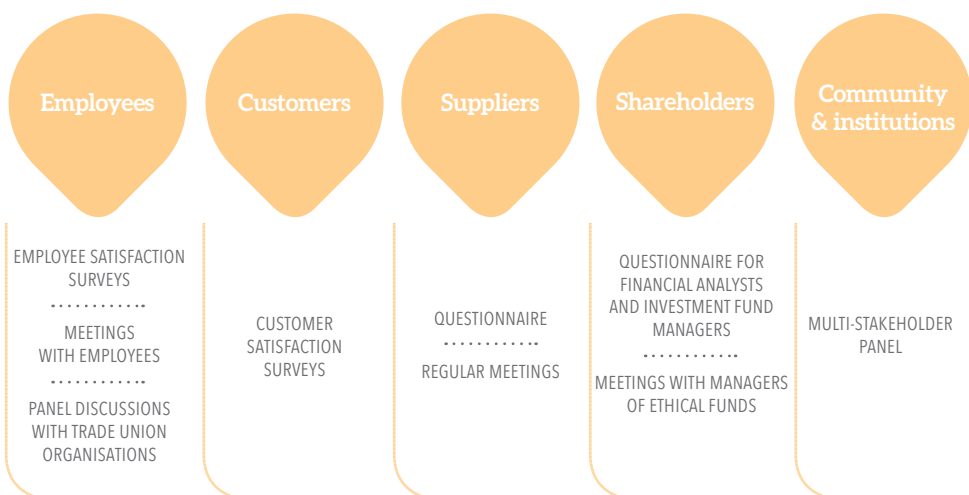 Employees
EMPLOYEE SATISFACTION
SURVEYS
MEETINGS
WITH EMPLOYEES
PANEL DISCUSSIONS
WITH TRADE UNION
ORGANISATIONS
Customers
CUSTOMER
SATISFACTION
SURVEYS
Suppliers
QUESTIONNAIRE
REGULAR MEETINGS
Shareholders
QUESTIONNAIRE FOR
FINANCIAL ANALYSTS
AND INVESTMENT FUND
MANAGERS
MEETINGS WITH MANAGERS
OF ETHICAL FUNDS
Community
& institutions
MULTI-STAKEHOLDER
PANEL